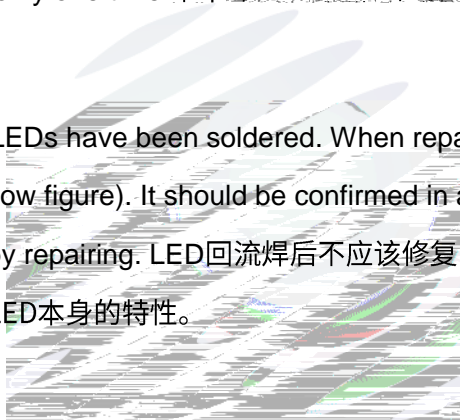 LEDs have been soldered. When repa
ow figure). It should be confirmed in a
y repairing. LED回流焊后不应该修复
ED本身的特性。